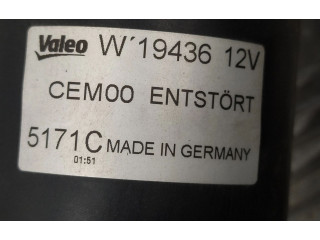 Valeo W´19436 12V
CEM00 ENTSTÖRT
5171C MADE IN GERMANY
01:51